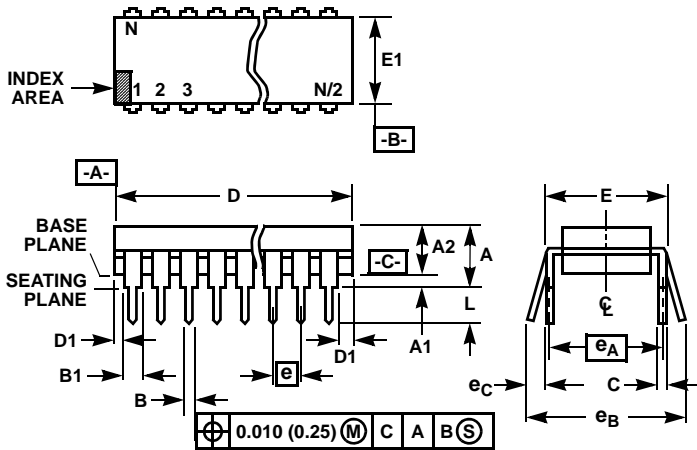 N
INDEX
AREA
1 2 3 N/2
E1
-B-
-A-
D
E
BASE
PLANE
A2
A
-C-
SEATING
PLANE
L
D1
A1
D1
B1
e
B
eA
eC
C
eB
0.010 (0.25) M C A B S
CL